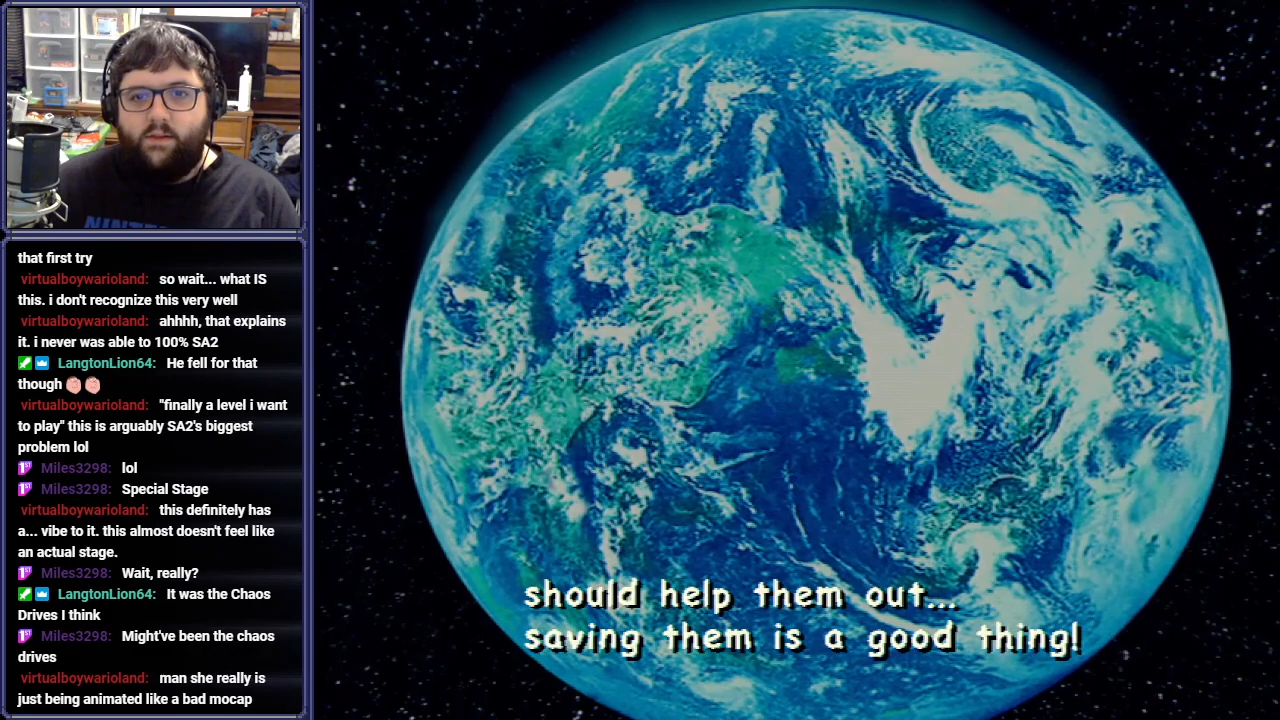 that first try
virtualboywarioland: so wait... what IS
this. i don't recognize this very well
virtualboywarioland: ahhhh, that explains
it. i never was able to 100% SA2
LangtonLion64: He fell for that
though
virtualboywarioland: "finally a level i want
to play" this is arguably SA2's biggest
problem lol
1ST Miles3298: lol
1ST Miles3298: Special Stage
virtualboywarioland: this definitely has
a... vibe to it. this almost doesn't feel like
an actual stage.
1ST Miles3298: Wait, really?
LangtonLion64: It was the Chaos
Drives I think
1ST Miles3298: Might've been the chaos
drives
virtualboywarioland: man she really is
just being animated like a bad mocap
should help them out...
saving them is a good thing!